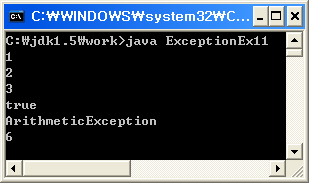 C:₩WINDOWS₩system32₩C...
C:₩jdk1.5₩work>java ExceptionEx11
1
2
3
true
ArithmeticException
6